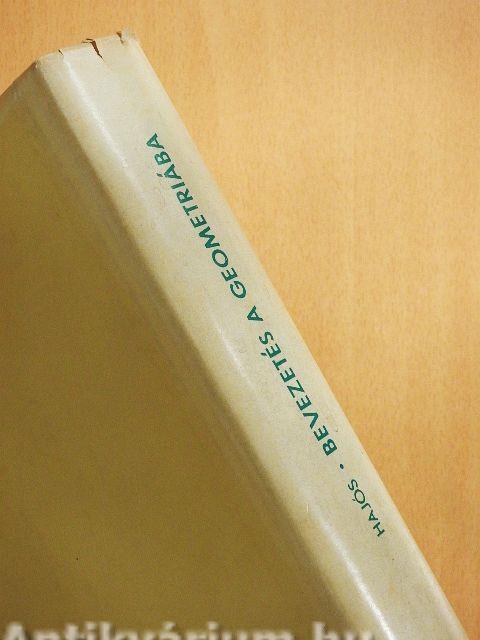 HAJÓS • BEVEZETÉS A GEOMETRIÁBA
Antikvárium.hu